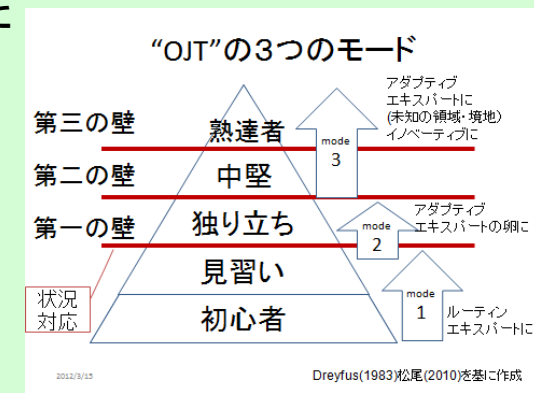 に
“OJT”の３つのモード
アダプティブ
エキスパートに
(未知の領域・境地)
イノベーティブに
第三の壁
熟達者
mode
3
第二の壁
中堅
第一の壁
独り立ち
mode
2
アダプティブ
エキスパートの卵に
見習い
状況
対応
初心者
mode
1
ルーティン
エキスパートに
2012/3/15
Dreyfus(1983)松尾(2010)を基に作成